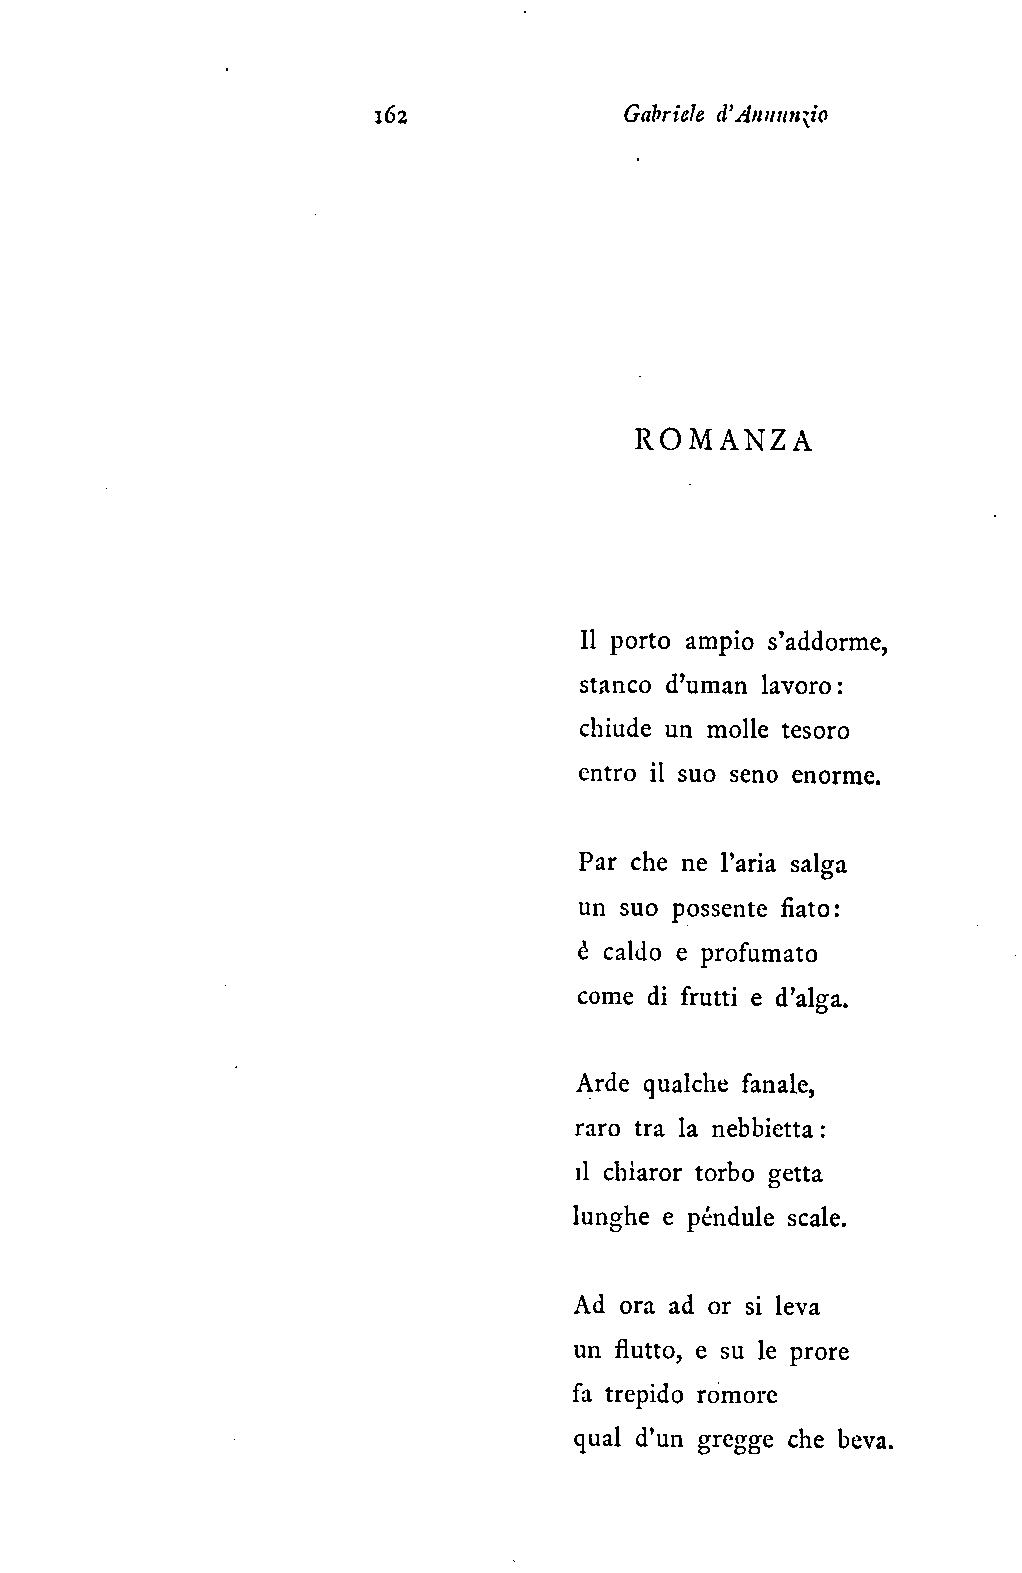 162 Gabriele d'Annunzio
ROMANZA
Il porto ampio s'addorme,
stanco d'uman lavoro:
chiude un molle tesoro
entro il suo seno enorme.
Par che ne l'aria salga
un suo possente fiato:
è caldo e profumato
come di frutti e d'alga.
Arde qualche fanale,
raro tra la nebbietta:
il chiaror torbo getta
lunghe e péndule scale.
Ad ora ad or si leva
un flutto, e su le prore
fa trepido romore
qual d'un gregge che beva.